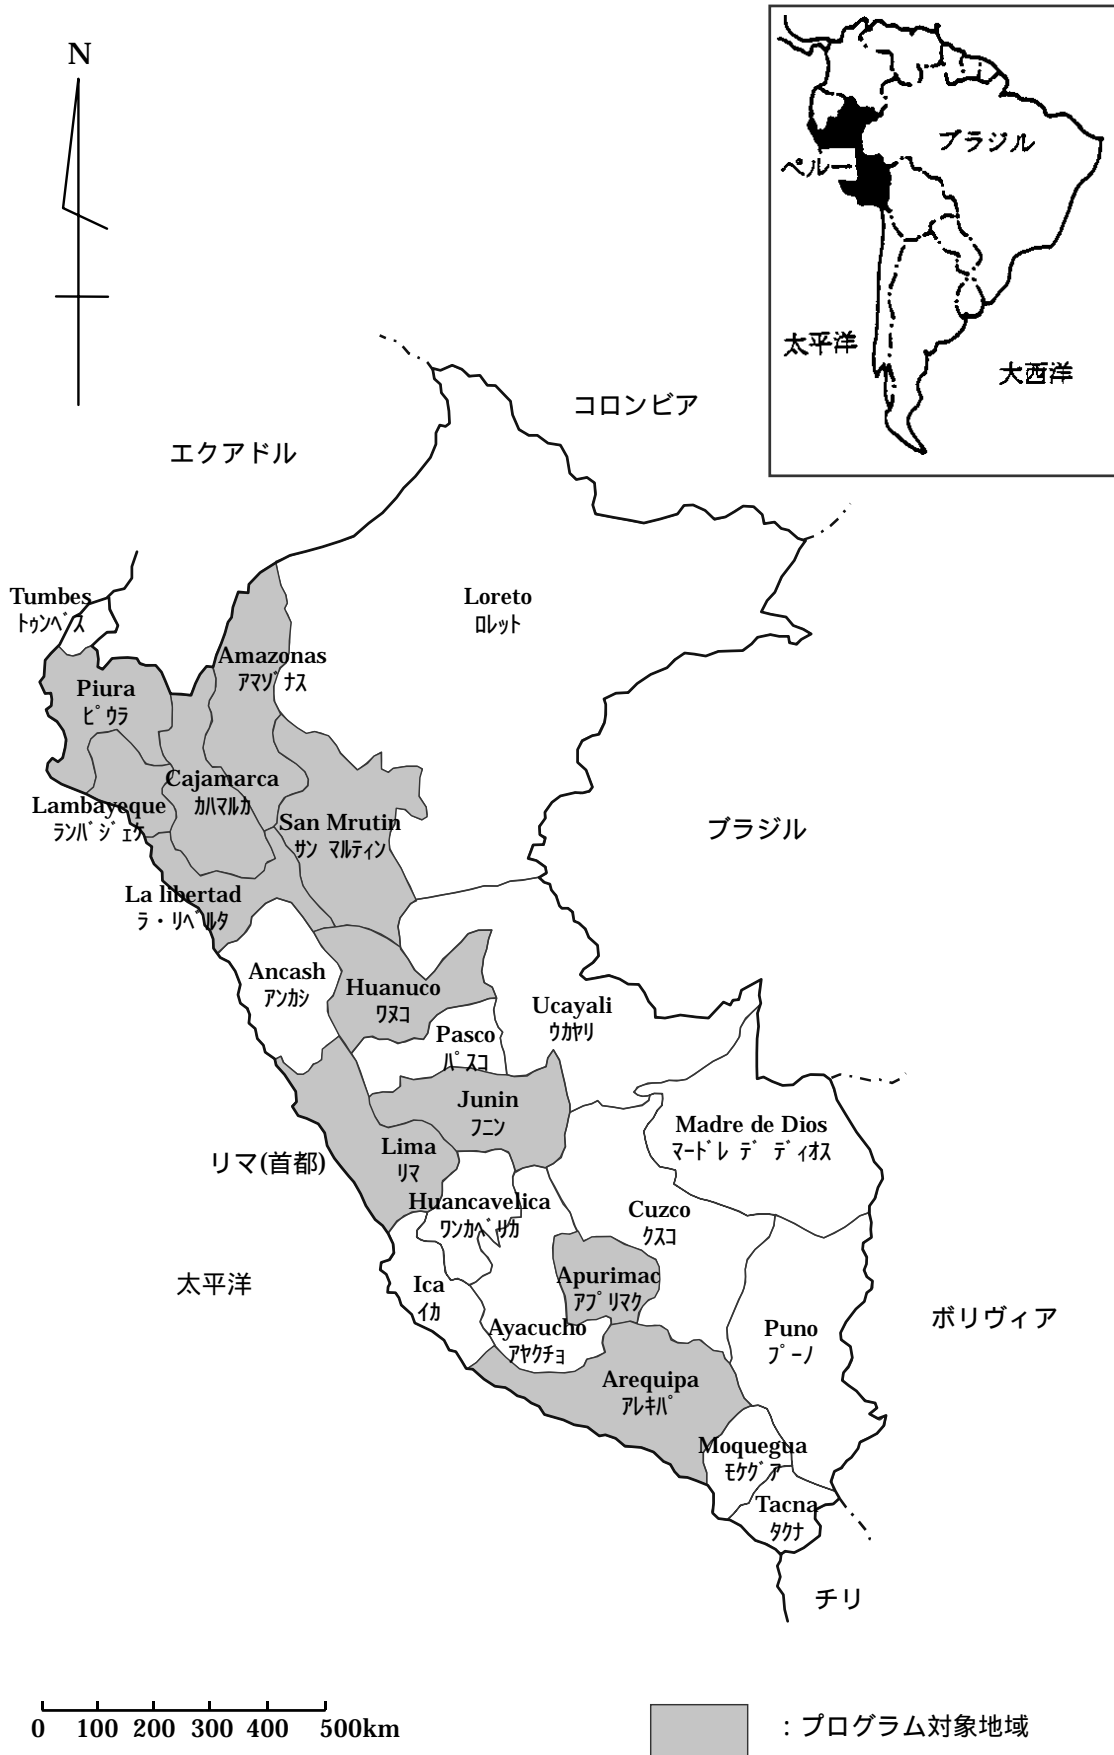 N
ブラジル
ペルー
太平洋
大西洋
コロンビア
エクアドル
Tumbes
トゥンベス
Loreto
ロレット
Amazonas
アマゾナス
Piura
ピウラ
Cajamarca
カハマルカ
Lambayeque
ランバジェケ
San Mrutin
サン マルティン
ブラジル
La libertad
ラ・リベルタ
Ancash
アンカシ
Huanuco
ワヌコ
Ucayali
ウカヤリ
Pasco
パスコ
Junin
フニン
Madre de Dios
マードレ デ ディオス
Lima
リマ
リマ(首都)
Huancavelica
ワンカベリカ
Cuzco
クスコ
太平洋
Ica
イカ
Apurimac
アプリマク
ボリヴィア
Ayacucho
アヤクチョ
Puno
プーノ
Arequipa
アレキパ
Moquegua
モケグア
Tacna
タクナ
チリ
0 100 200 300 400 500km
：プログラム対象地域